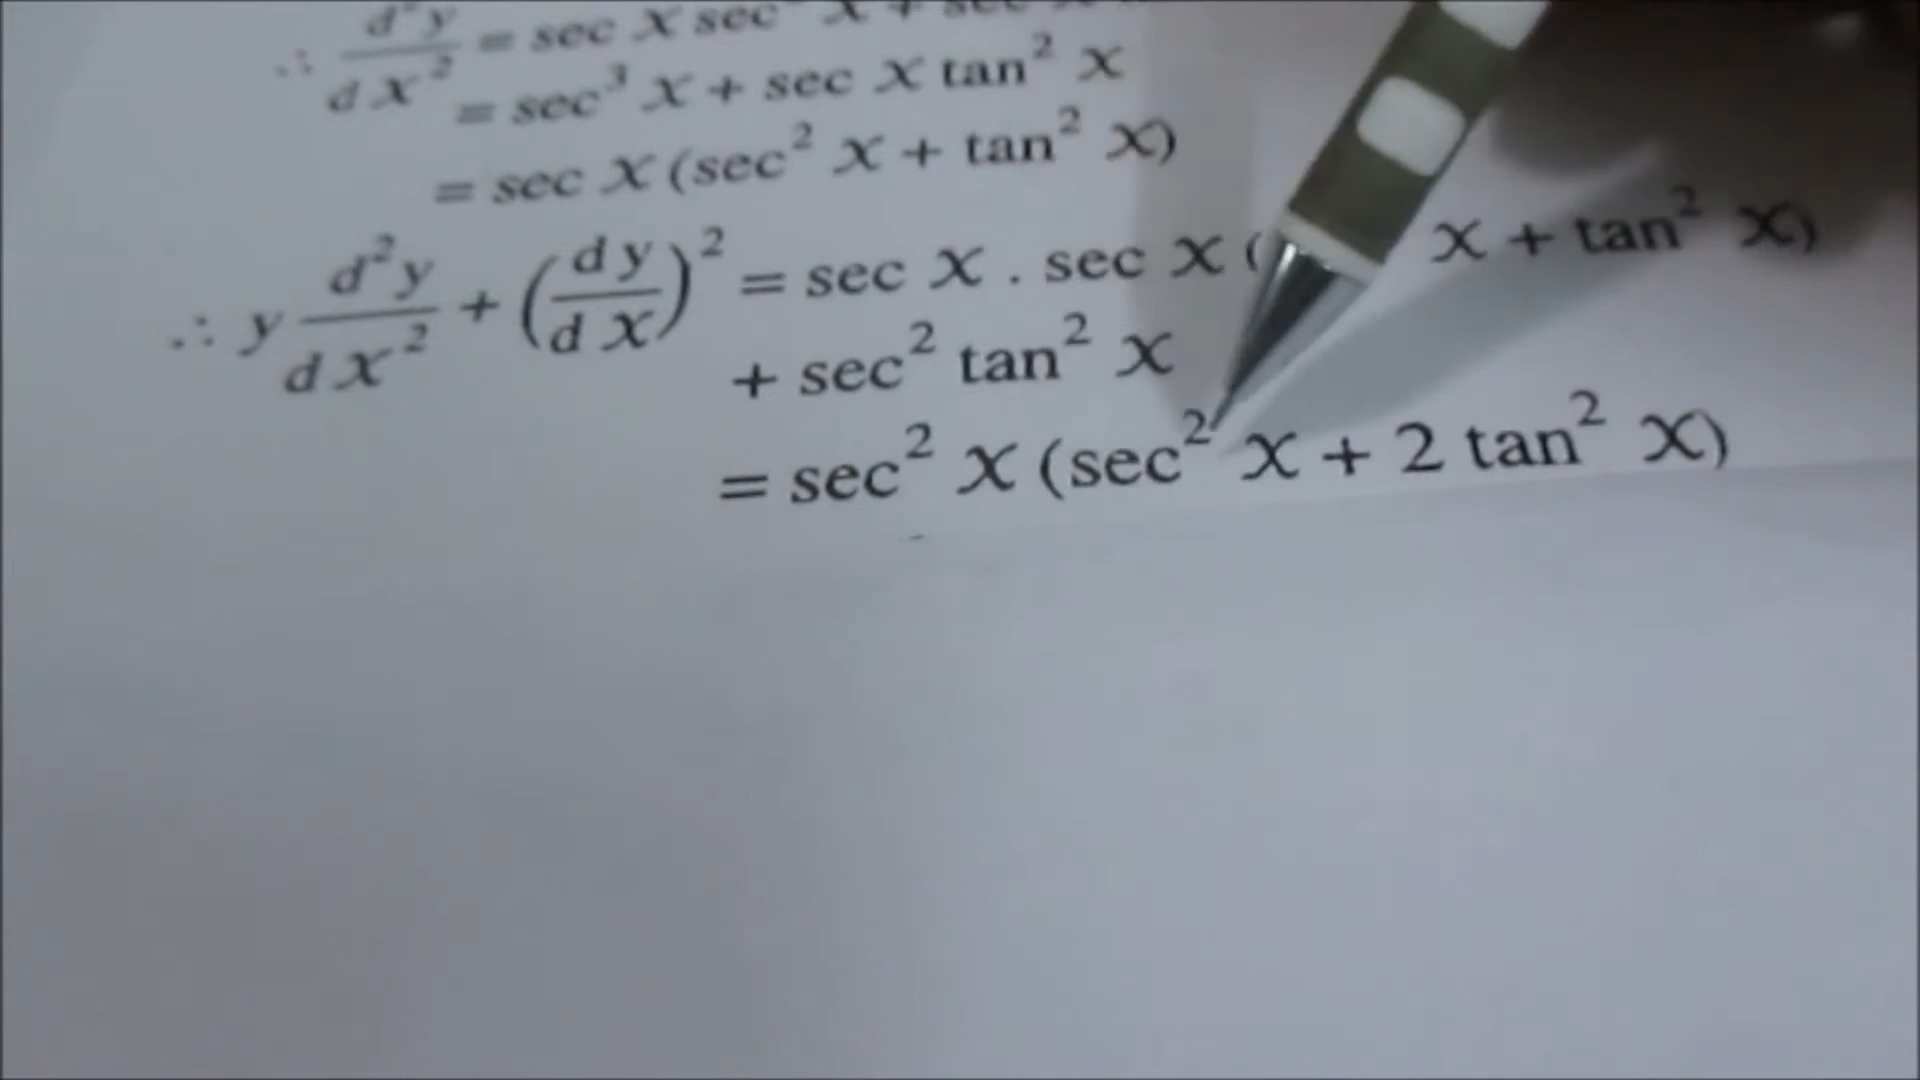 ∴ d²y/dx² = sec x sec x + sec
= sec³ x + sec x tan² x
= sec x (sec² x + tan² x)
∴ y d²y/dx² + (dy/dx)² = sec x . sec x ( x + tan² x)
+ sec² tan² x
= sec² x (sec² x + 2 tan² x)